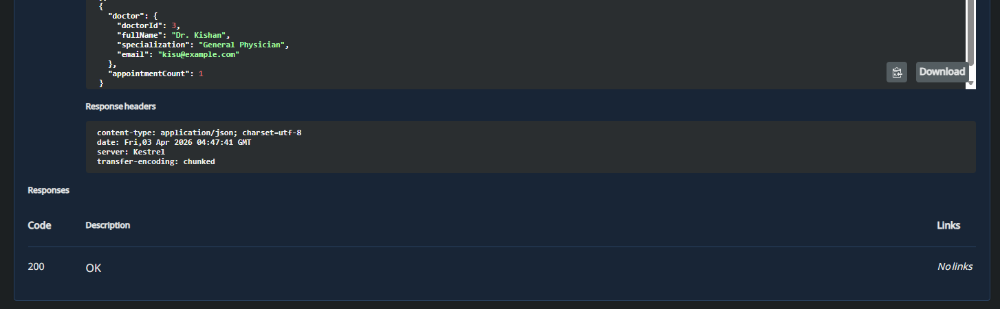 {
"doctor": {
"doctorId": 3,
"fullName": "Dr. Kishan",
"specialization": "General Physician",
"email": "kisu@example.com"
},
"appointmentCount": 1
}
Download
Response headers
content-type: application/json; charset=utf-8
date: Fri,03 Apr 2026 04:47:41 GMT
server: Kestrel
transfer-encoding: chunked
Responses
Code Description Links
200 OK No links